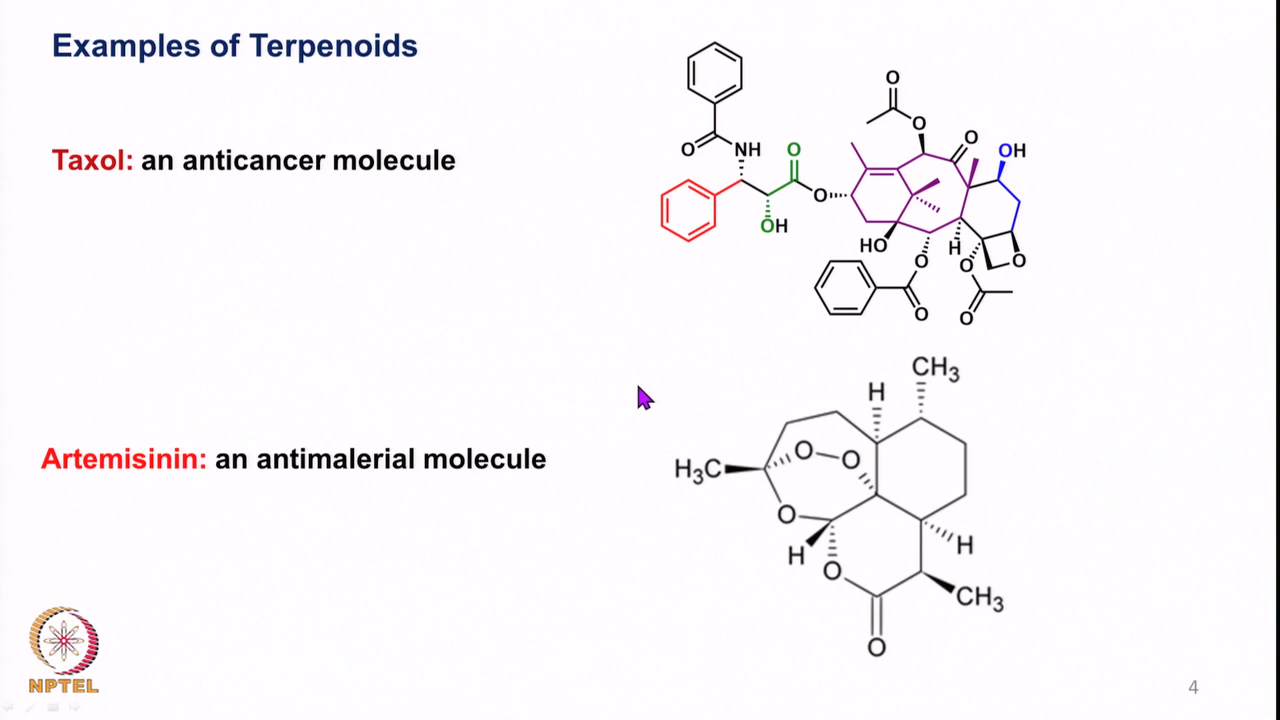 Examples of Terpenoids
Taxol: an anticancer molecule
O
O
O
NH
O
O
OH
O
OH
HO
O
H
O
O
O
O
Artemisinin: an antimalerial molecule
CH3
H
O
O
H3C
O
H
O
H
CH3
O
NPTEL
4